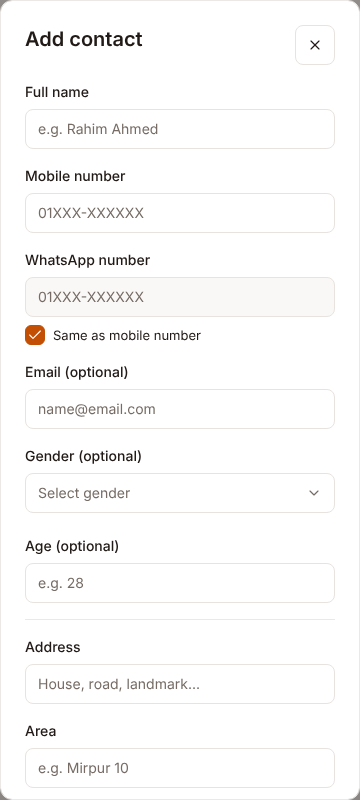 Add contact
Full name
e.g. Rahim Ahmed
Mobile number
01XXX-XXXXXX
WhatsApp number
01XXX-XXXXXX
Same as mobile number
Email (optional)
name@email.com
Gender (optional)
Select gender
Age (optional)
e.g. 28
Address
House, road, landmark...
Area
e.g. Mirpur 10